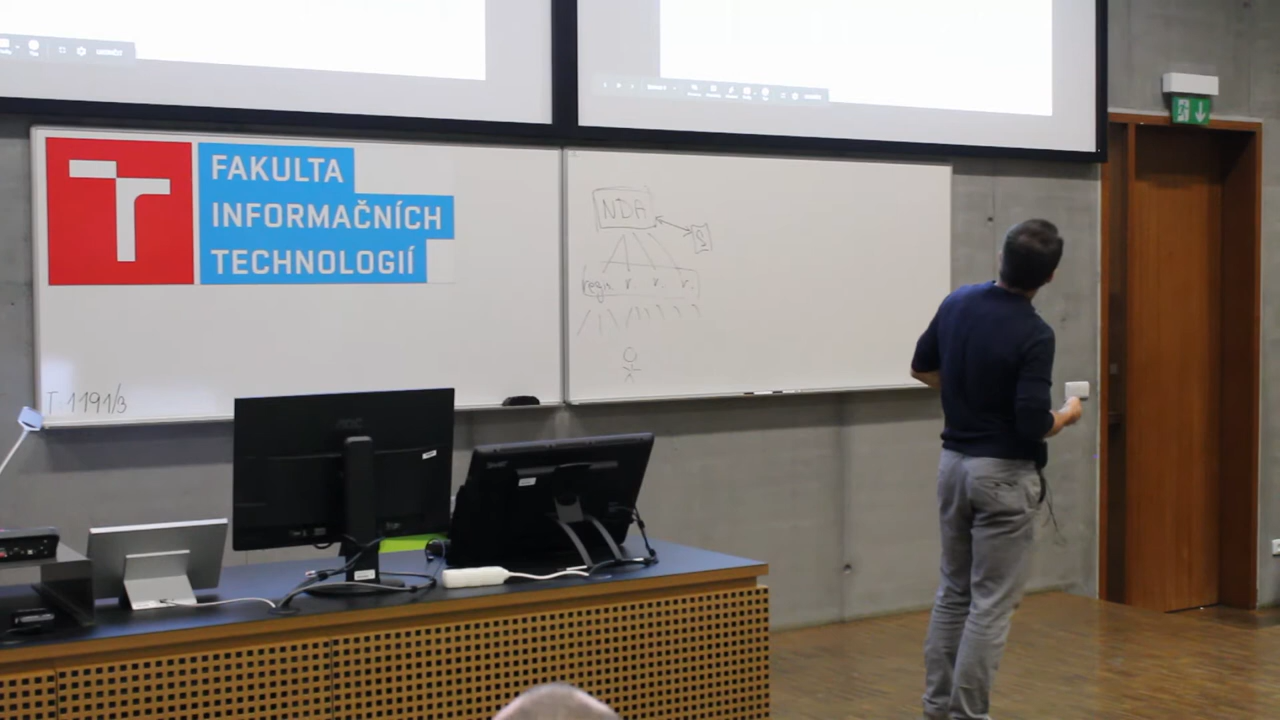 FAKULTA
INFORMAČNÍCH
TECHNOLOGIÍ
NDA
regn. r. r. r.
T: 1191/3